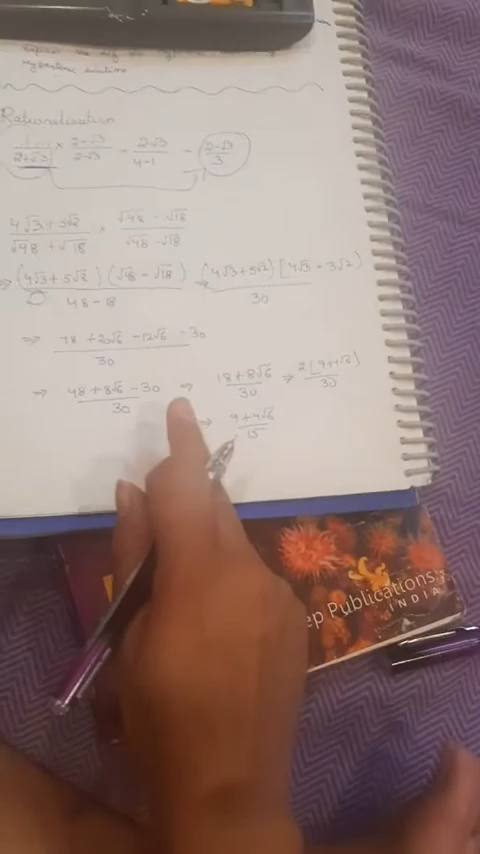 Rationalisation
1/(2+√3) × (2-√3)/(2-√3) = (2-√3)/(4-1) = (2-√3)/3
(4√3+5√2)/(√48+√18) × (√48-√18)/(√48-√18)
⇒ (4√3+5√2)(√48-√18)/(48-18) ⇒ (4√3+5√2)[4√3-3√2)/30
⇒ (48+20√6-12√6-30)/30
⇒ (48+8√6-30)/30 ⇒ (18+8√6)/30 ⇒ 2(9+4√6)/30
⇒ (9+4√6)/15
ep Publications
INDIA